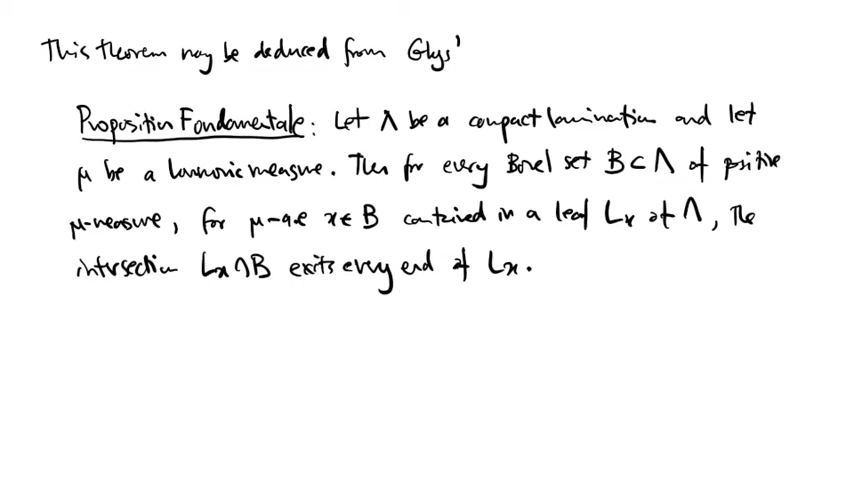 This theorem may be deduced from Ghys'
Proposition Fondamentale: Let Λ be a compact lamination and let
μ be a harmonic measure. Then for every Borel set B ⊂ Λ of positive
μ-measure, for μ-a.e x ∈ B contained in a leaf Lx of Λ, the
intersection Lx ∩ B exits every end of Lx.